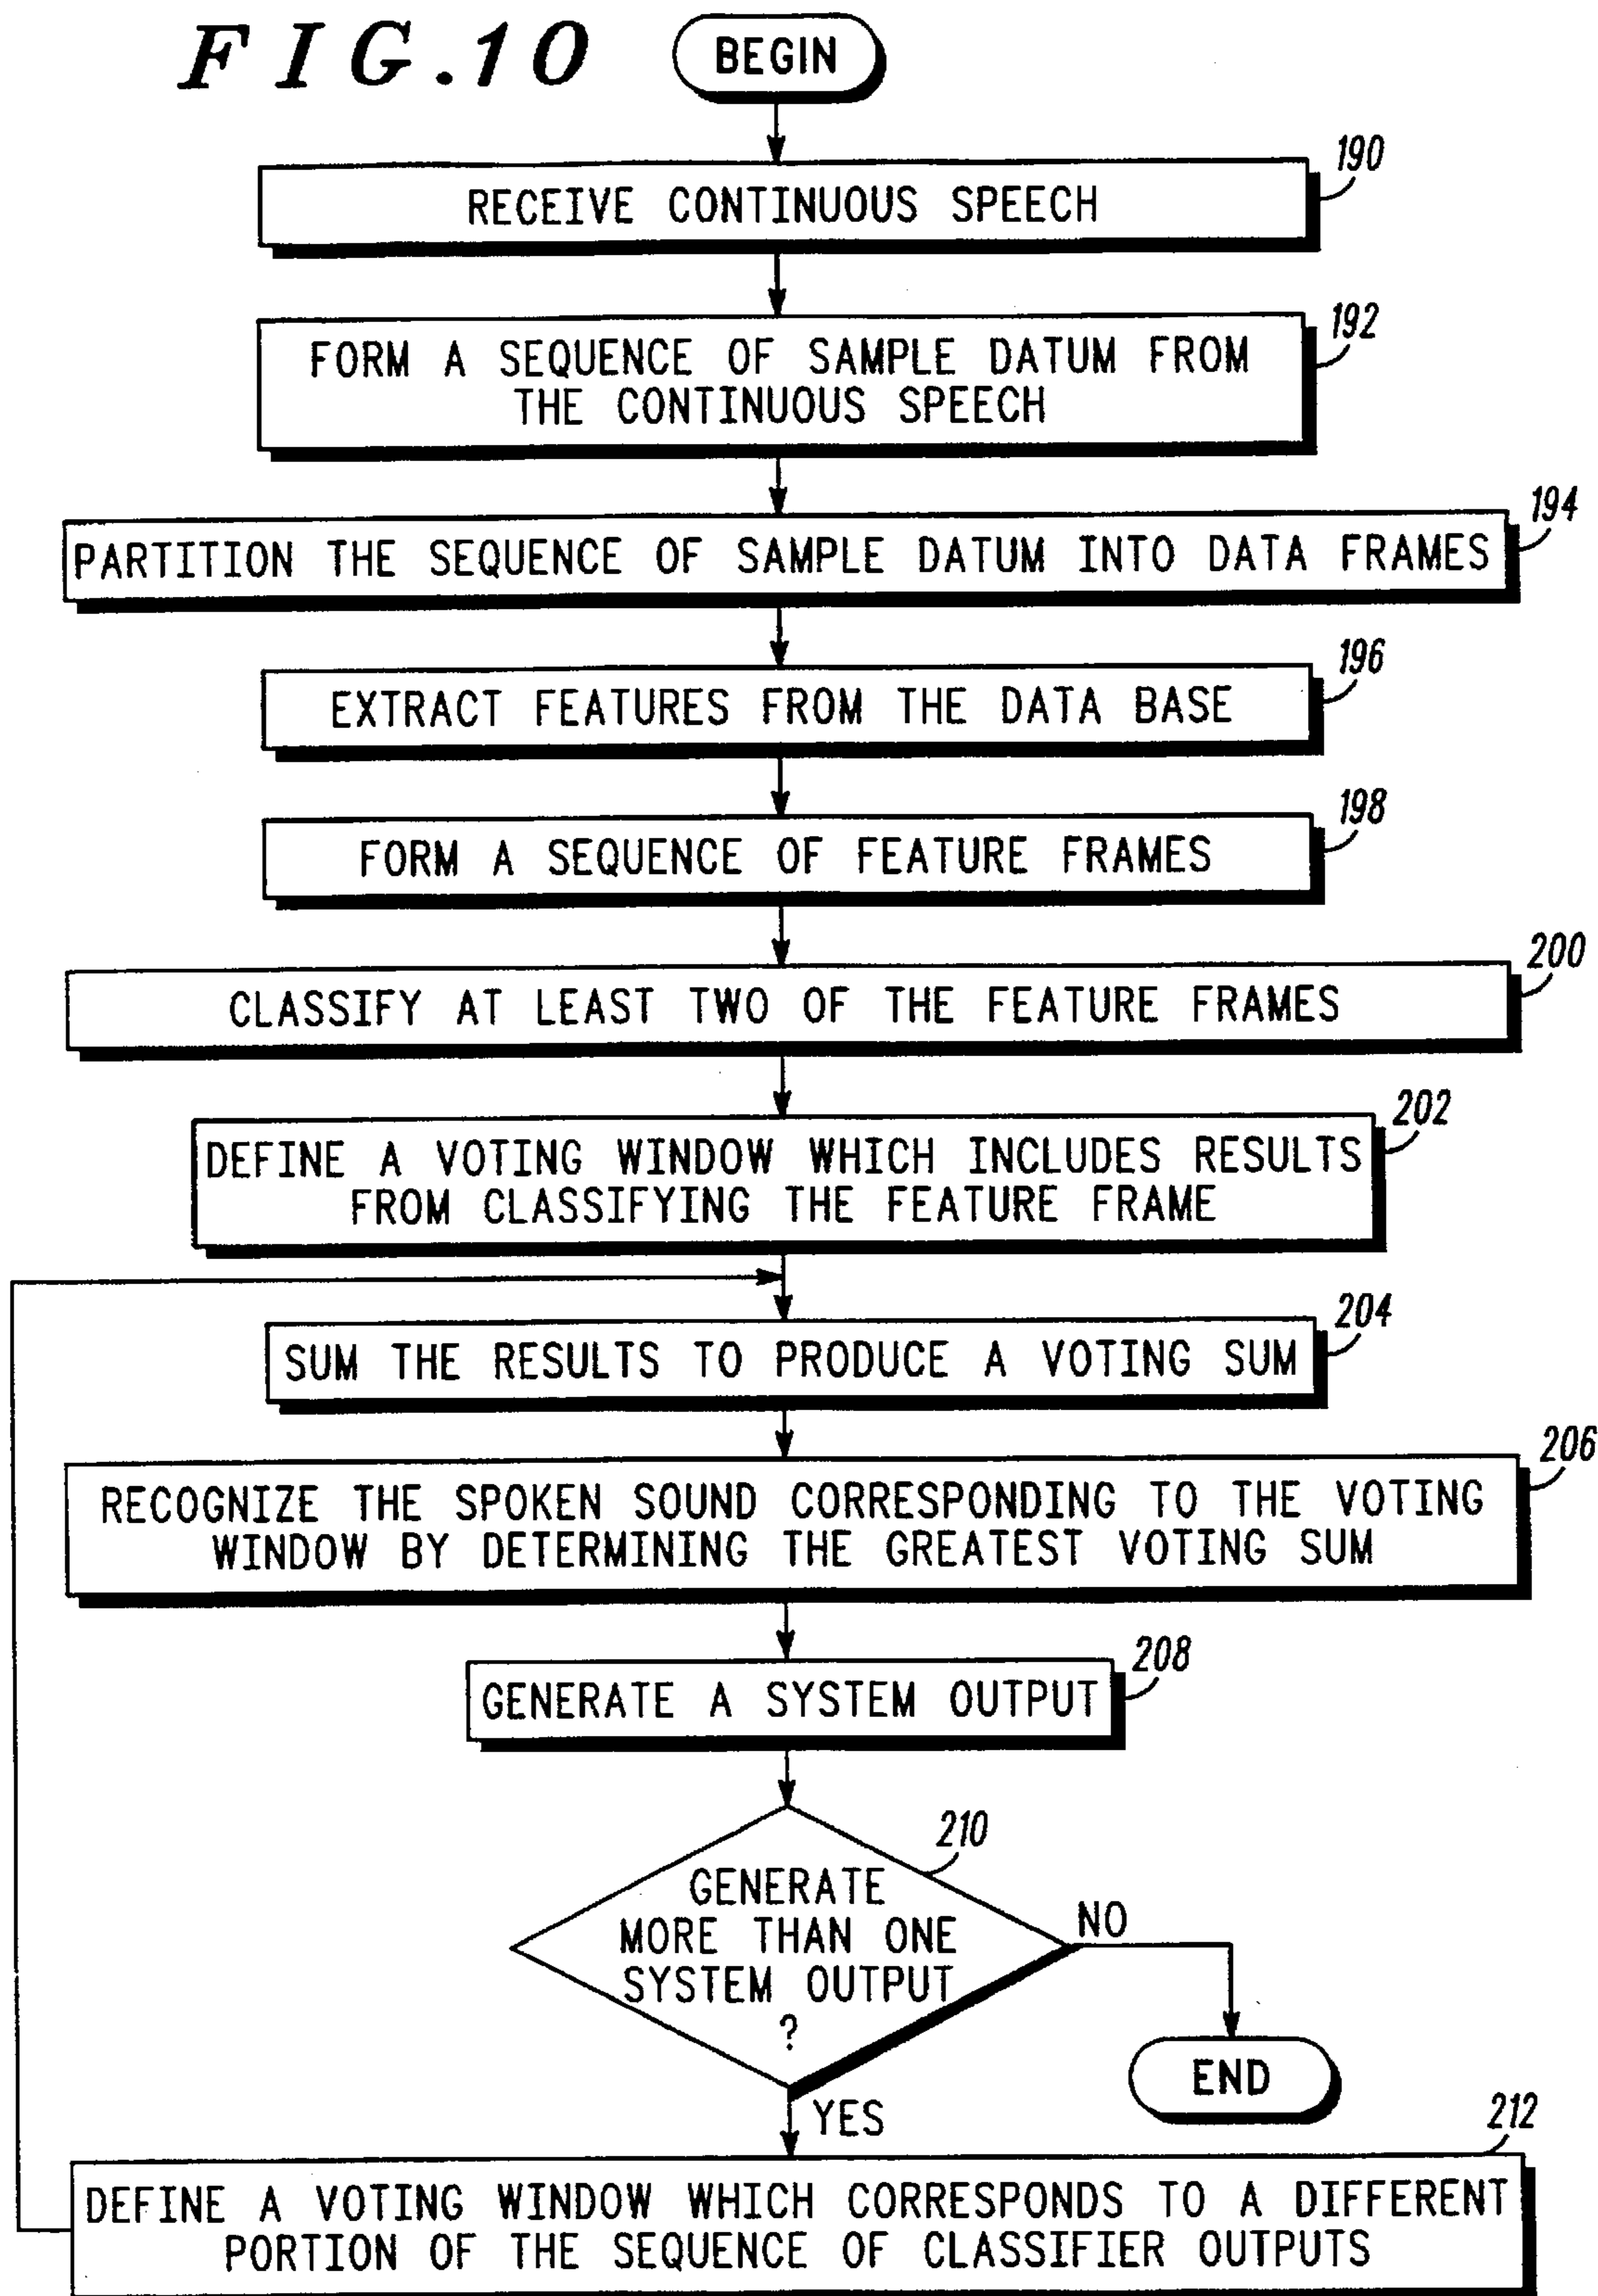 FIG.10
BEGIN
190
RECEIVE CONTINUOUS SPEECH
192
FORM A SEQUENCE OF SAMPLE DATUM FROM
THE CONTINUOUS SPEECH
194
PARTITION THE SEQUENCE OF SAMPLE DATUM INTO DATA FRAMES
196
EXTRACT FEATURES FROM THE DATA BASE
198
FORM A SEQUENCE OF FEATURE FRAMES
200
CLASSIFY AT LEAST TWO OF THE FEATURE FRAMES
202
DEFINE A VOTING WINDOW WHICH INCLUDES RESULTS
FROM CLASSIFYING THE FEATURE FRAME
204
SUM THE RESULTS TO PRODUCE A VOTING SUM
206
RECOGNIZE THE SPOKEN SOUND CORRESPONDING TO THE VOTING
WINDOW BY DETERMINING THE GREATEST VOTING SUM
208
GENERATE A SYSTEM OUTPUT
210
GENERATE
MORE THAN ONE
SYSTEM OUTPUT
?
NO
END
YES
212
DEFINE A VOTING WINDOW WHICH CORRESPONDS TO A DIFFERENT
PORTION OF THE SEQUENCE OF CLASSIFIER OUTPUTS